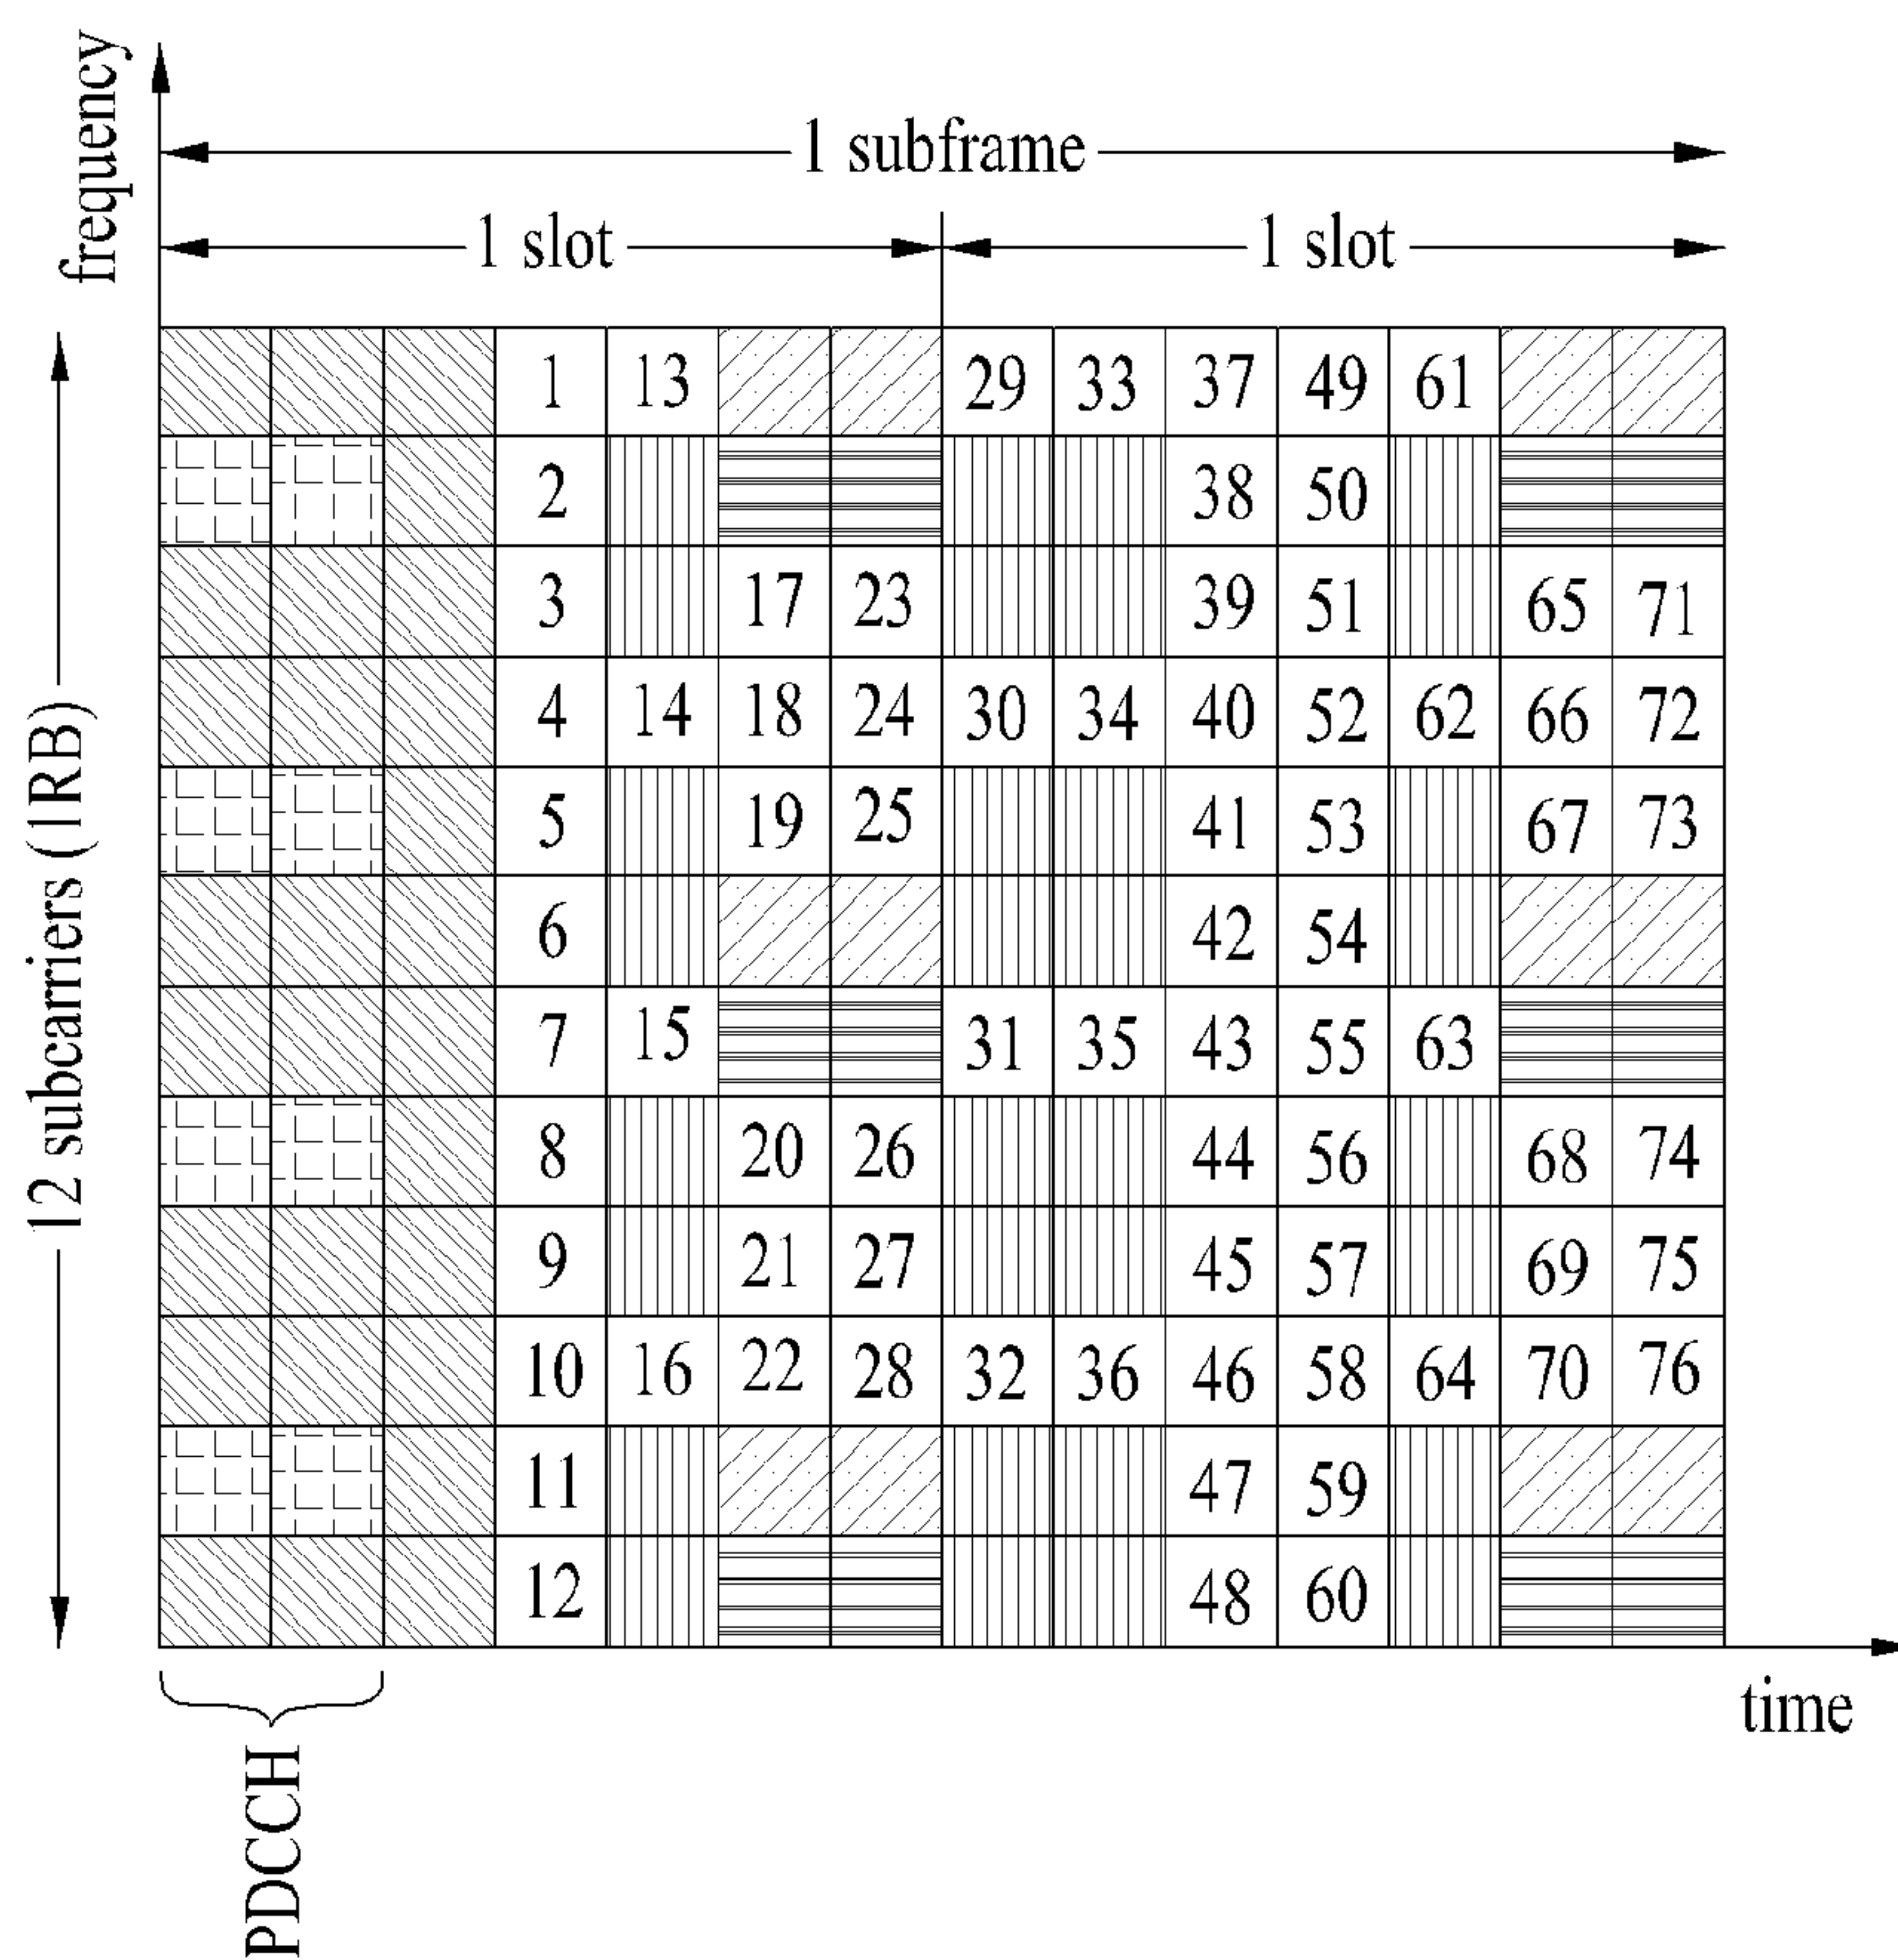 frequency
1 subframe
1 slot 1 slot
12 subcarriers (1RB)
1 13 29 33 37 49 61
2 38 50
3 17 23 39 51 65 71
4 14 18 24 30 34 40 52 62 66 72
5 19 25 41 53 67 73
6 42 54
7 15 31 35 43 55 63
8 20 26 44 56 68 74
9 21 27 45 57 69 75
10 16 22 28 32 36 46 58 64 70 76
11 47 59
12 48 60
time
PDCCH